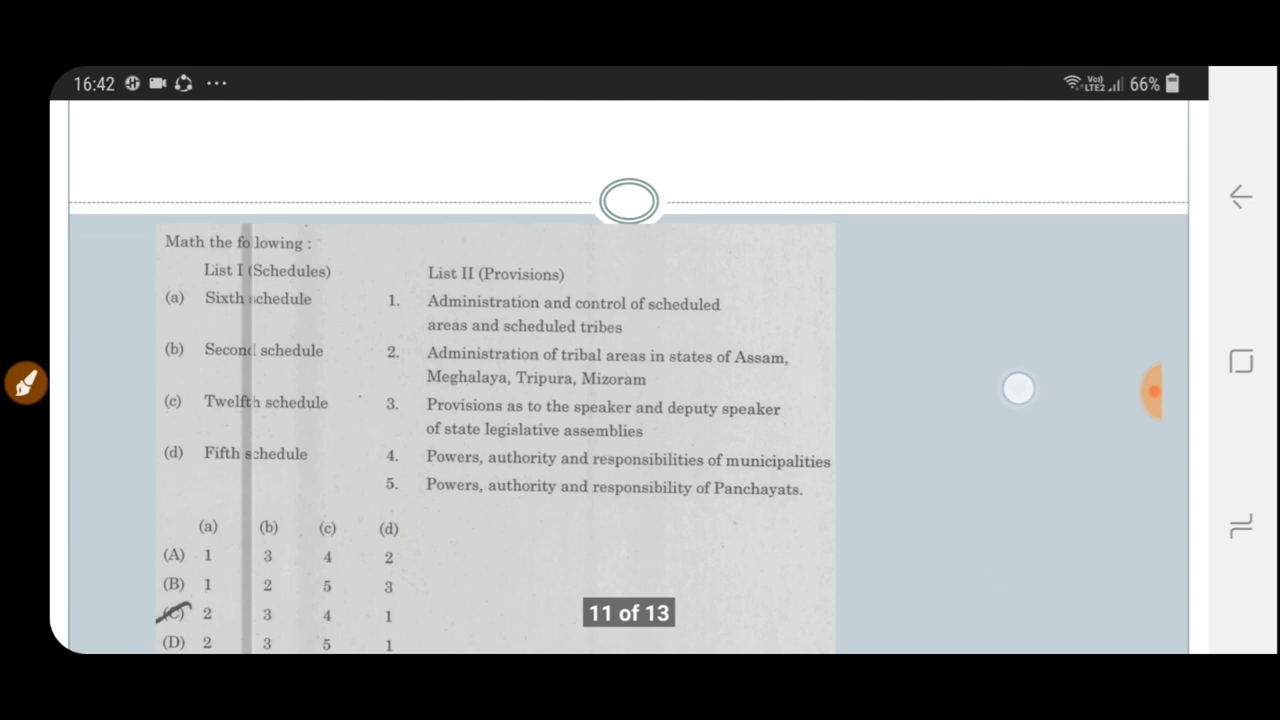 16:42
Vo))
LTE2
66%
Math the fo lowing :
List I (Schedules) List II (Provisions)
(a) Sixth schedule 1. Administration and control of scheduled
areas and scheduled tribes
(b) Second schedule 2. Administration of tribal areas in states of Assam,
Meghalaya, Tripura, Mizoram
(c) Twelfth schedule 3. Provisions as to the speaker and deputy speaker
of state legislative assemblies
(d) Fifth schedule 4. Powers, authority and responsibilities of municipalities
5. Powers, authority and responsibility of Panchayats.
(a) (b) (c) (d)
(A) 1 3 4 2
(B) 1 2 5 3
(C) 2 3 4 1
(D) 2 3 5 1
11 of 13